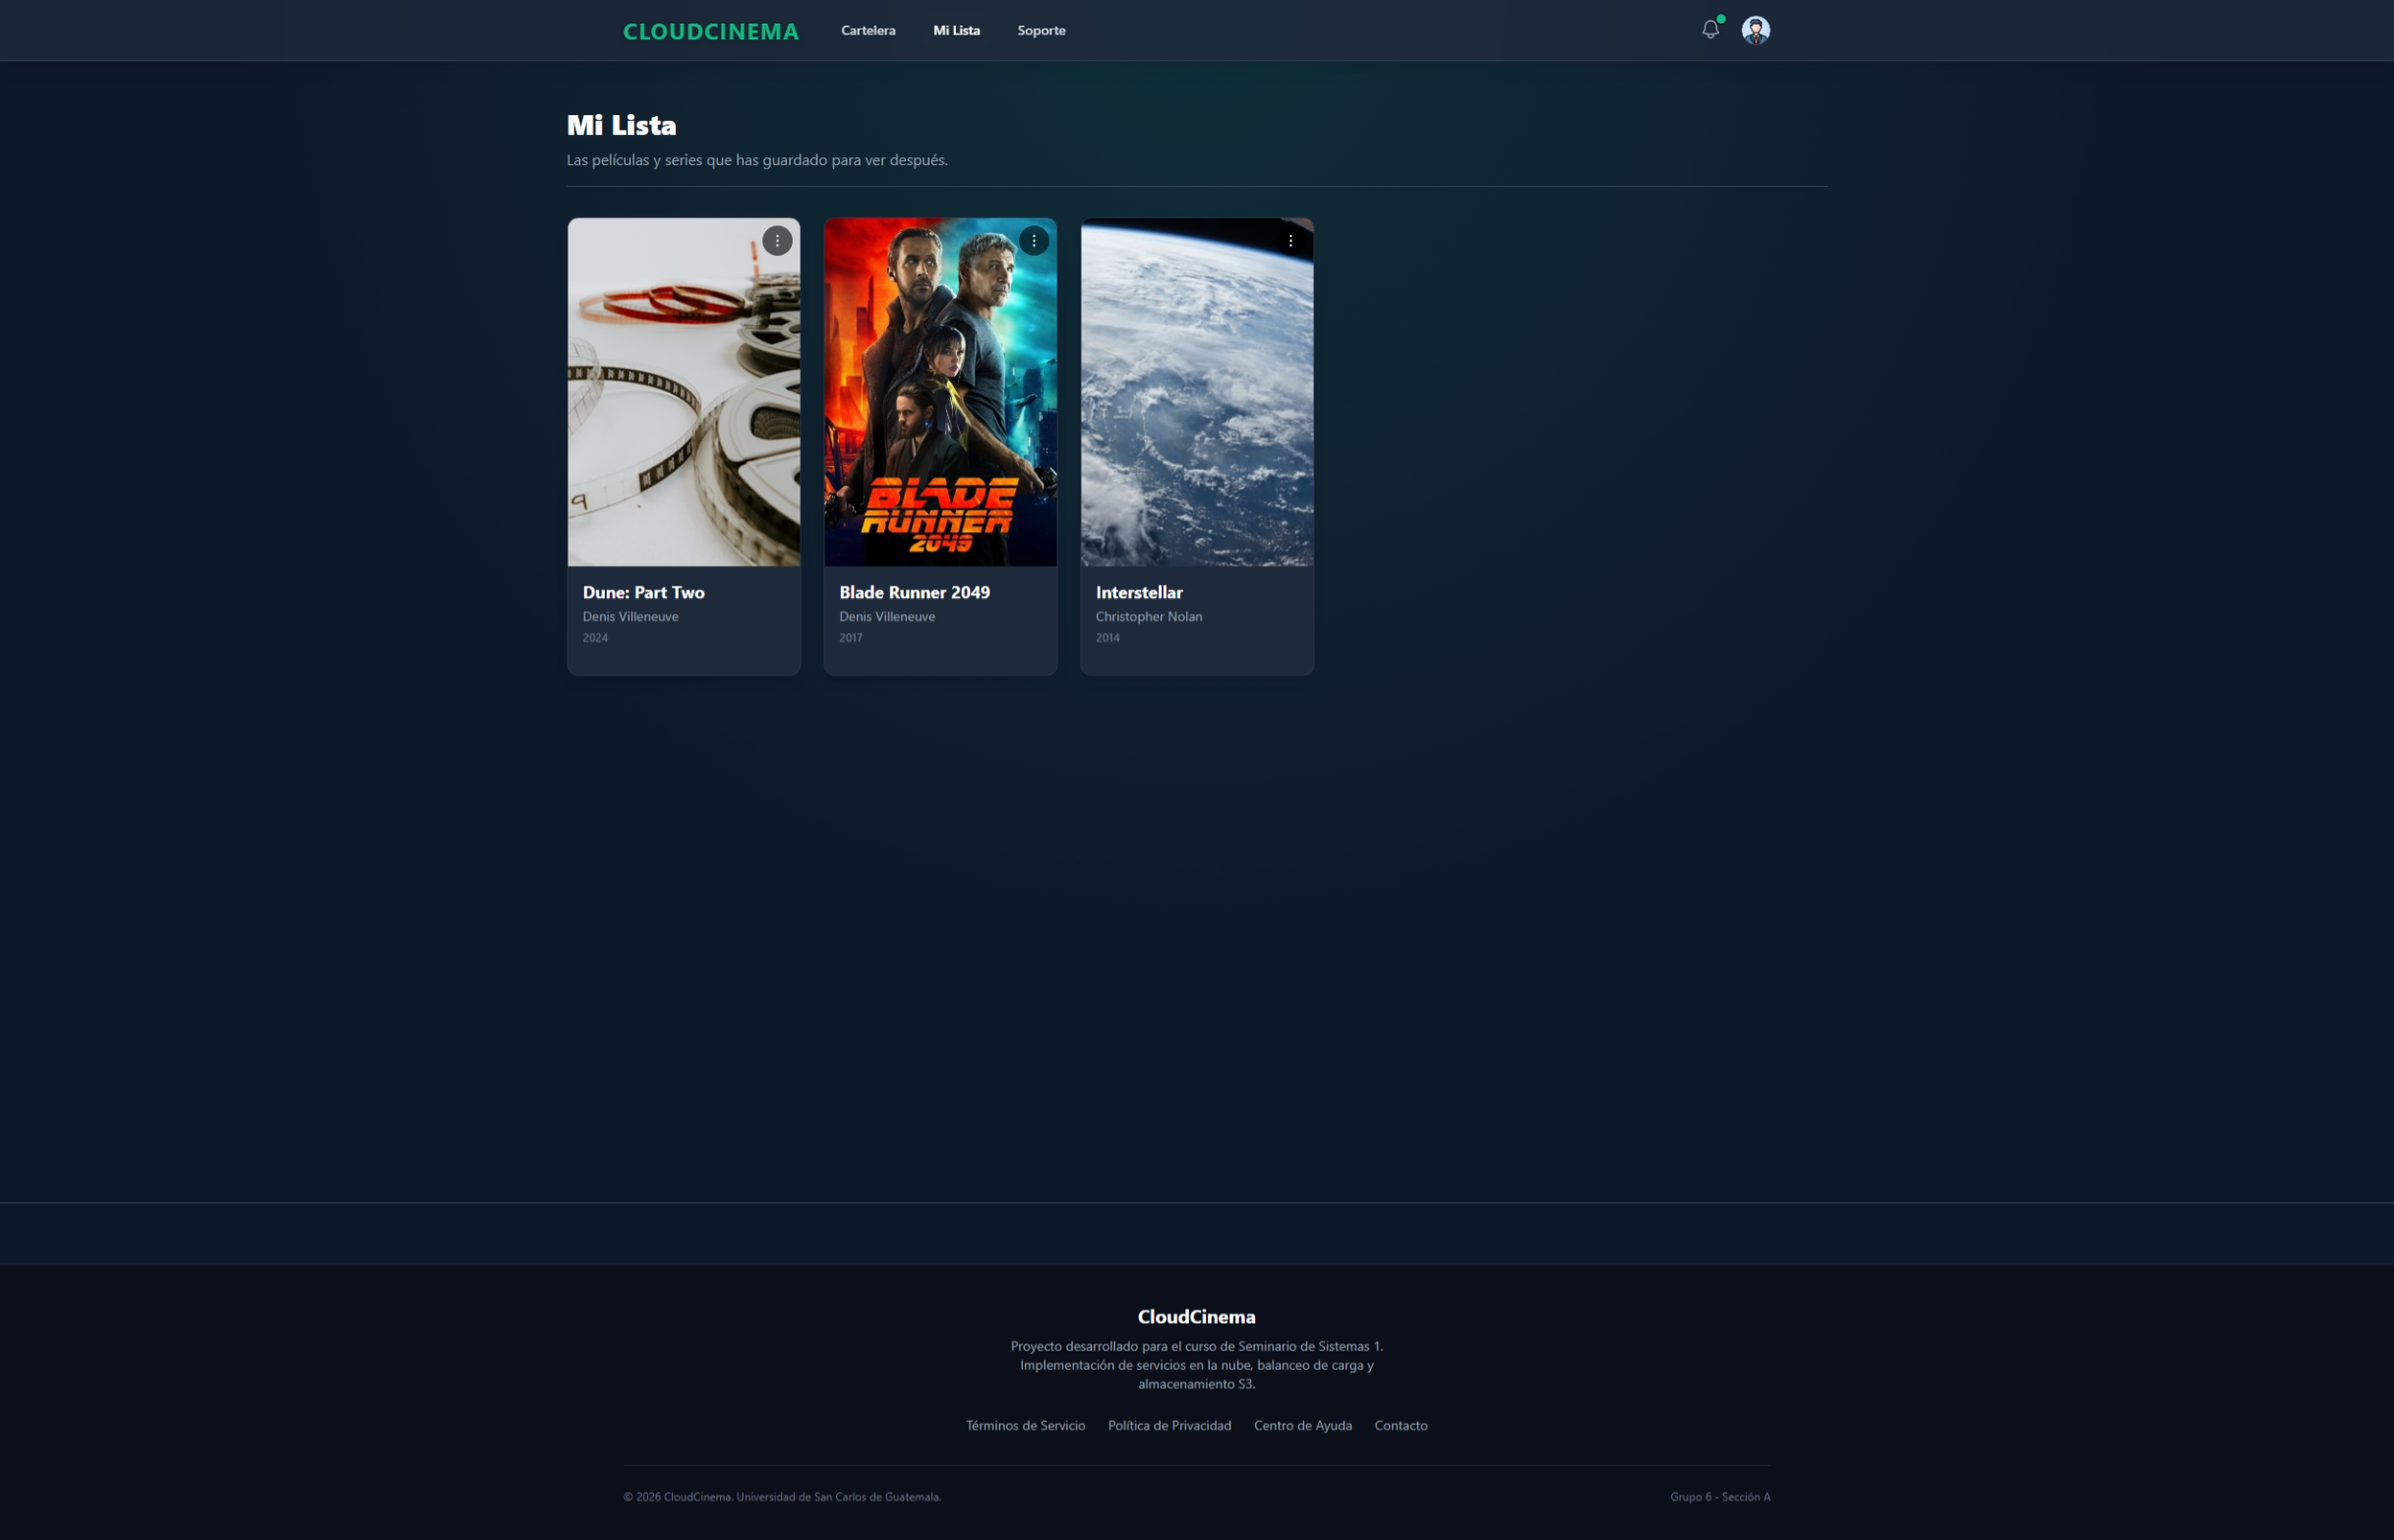 CLOUDCINEMA Cartelera Mi Lista Soporte
Mi Lista
Las películas y series que has guardado para ver después.
9
BLADE
RUNNER
2049
Dune: Part Two
Denis Villeneuve
2024
Blade Runner 2049
Denis Villeneuve
2017
Interstellar
Christopher Nolan
2014
CloudCinema
Proyecto desarrollado para el curso de Seminario de Sistemas 1.
Implementación de servicios en la nube, balanceo de carga y
almacenamiento S3.
Términos de Servicio Política de Privacidad Centro de Ayuda Contacto
© 2026 CloudCinema. Universidad de San Carlos de Guatemala.
Grupo 6 - Sección A